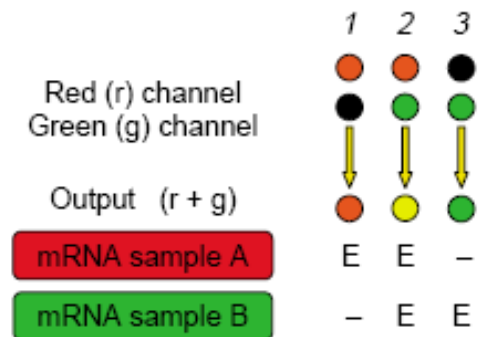 1 2 3
Red (r) channel
Green (g) channel
Output (r + g)
mRNA sample A E E –
mRNA sample B – E E